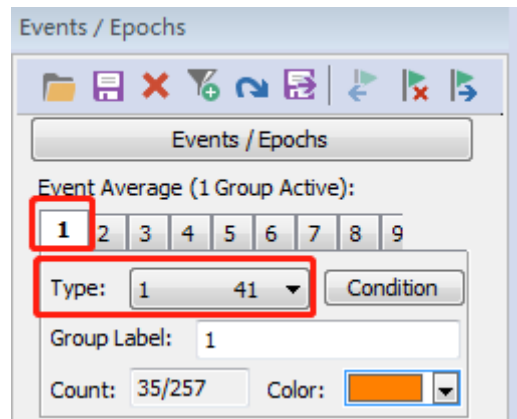 Events / Epochs
Events / Epochs
Event Average (1 Group Active):
1 2 3 4 5 6 7 8 9
Type: 1 41 Condition
Group Label: 1
Count: 35/257 Color: